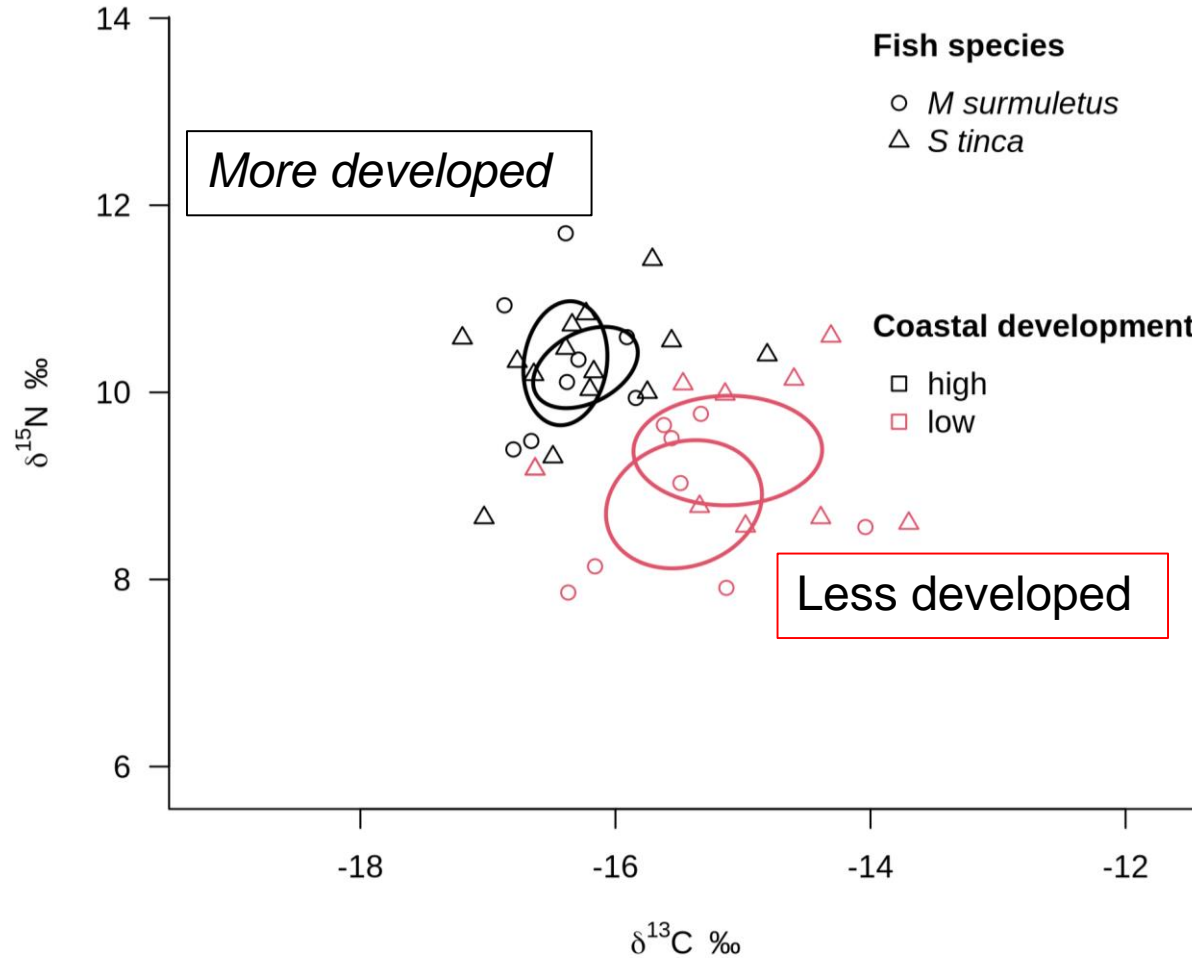 14
12
10
8
6
δ15N ‰
More developed
Fish species
M surmuletus
S tinca
Coastal development
high
low
Less developed
-18
-16
-14
-12
δ13C ‰